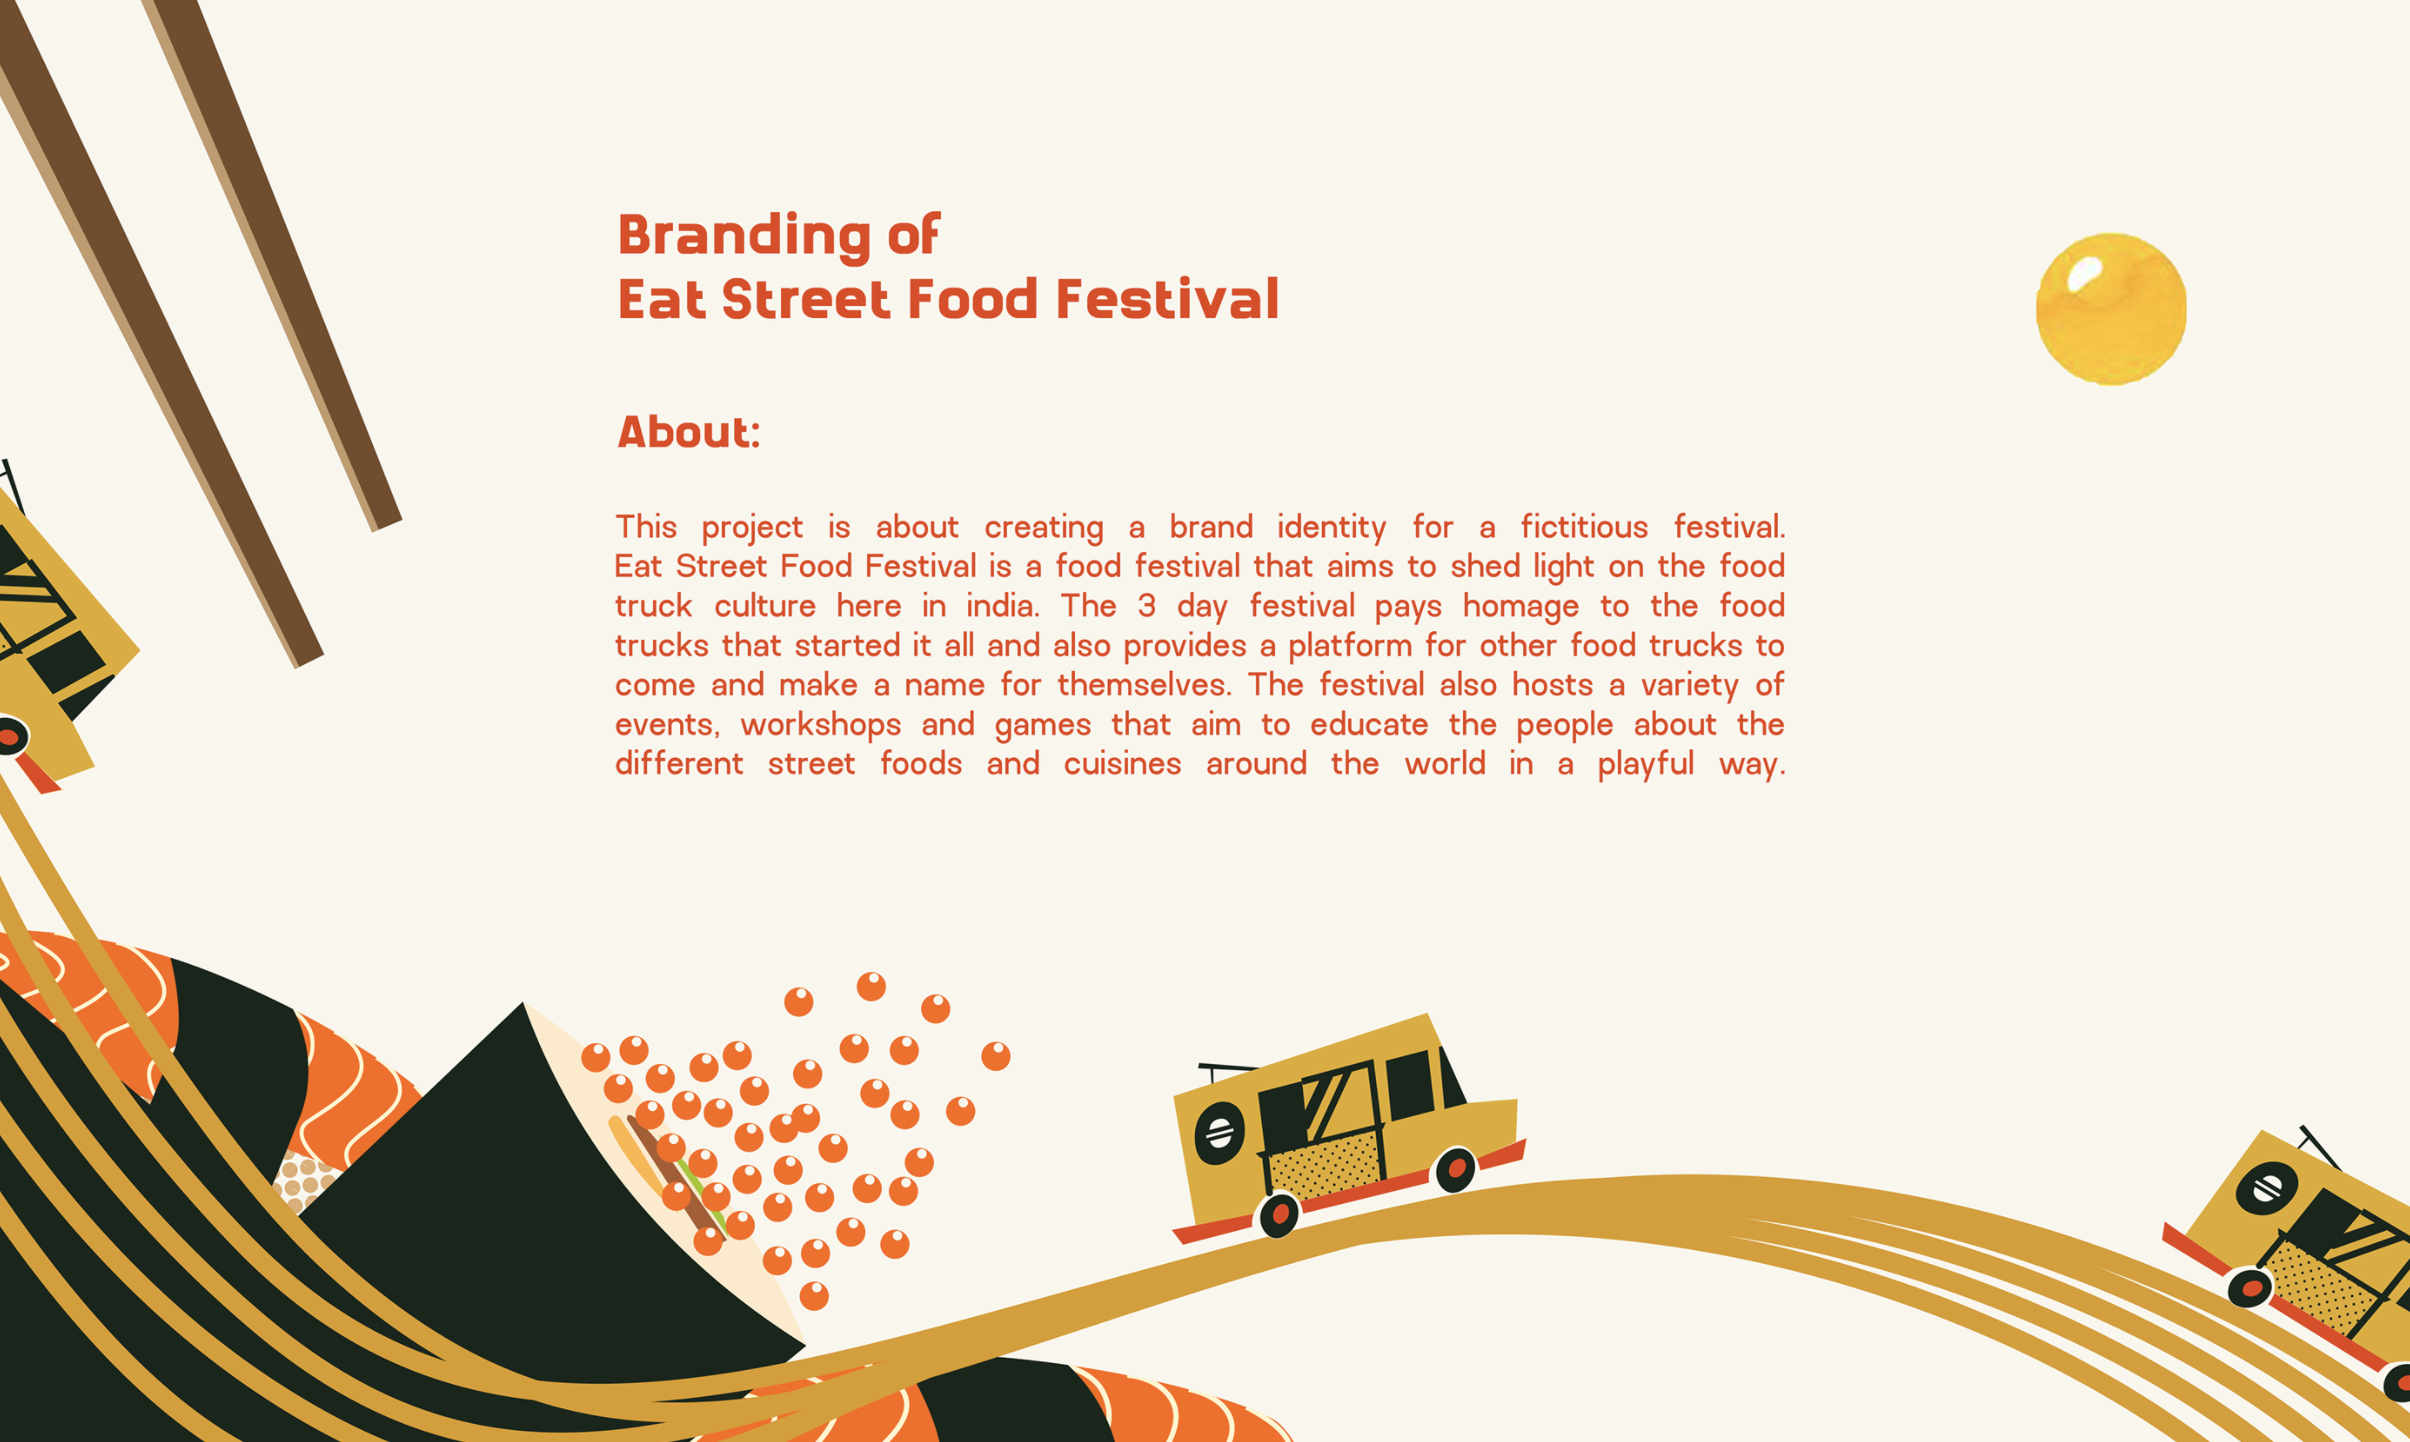 Branding of
Eat Street Food Festival
About:
This project is about creating a brand identity for a fictitious festival.
Eat Street Food Festival is a food festival that aims to shed light on the food
truck culture here in india. The 3 day festival pays homage to the food
trucks that started it all and also provides a platform for other food trucks to
come and make a name for themselves. The festival also hosts a variety of
events, workshops and games that aim to educate the people about the
different street foods and cuisines around the world in a playful way.